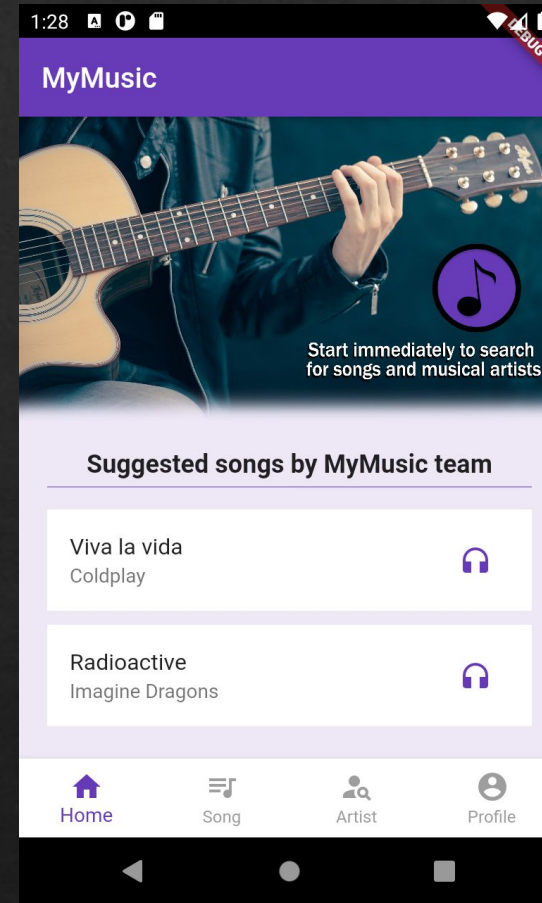 1:28
DEBUG
MyMusic
Start immediately to search
for songs and musical artists
Suggested songs by MyMusic team
Viva la vida
Coldplay
Radioactive
Imagine Dragons
Home
Song
Artist
Profile